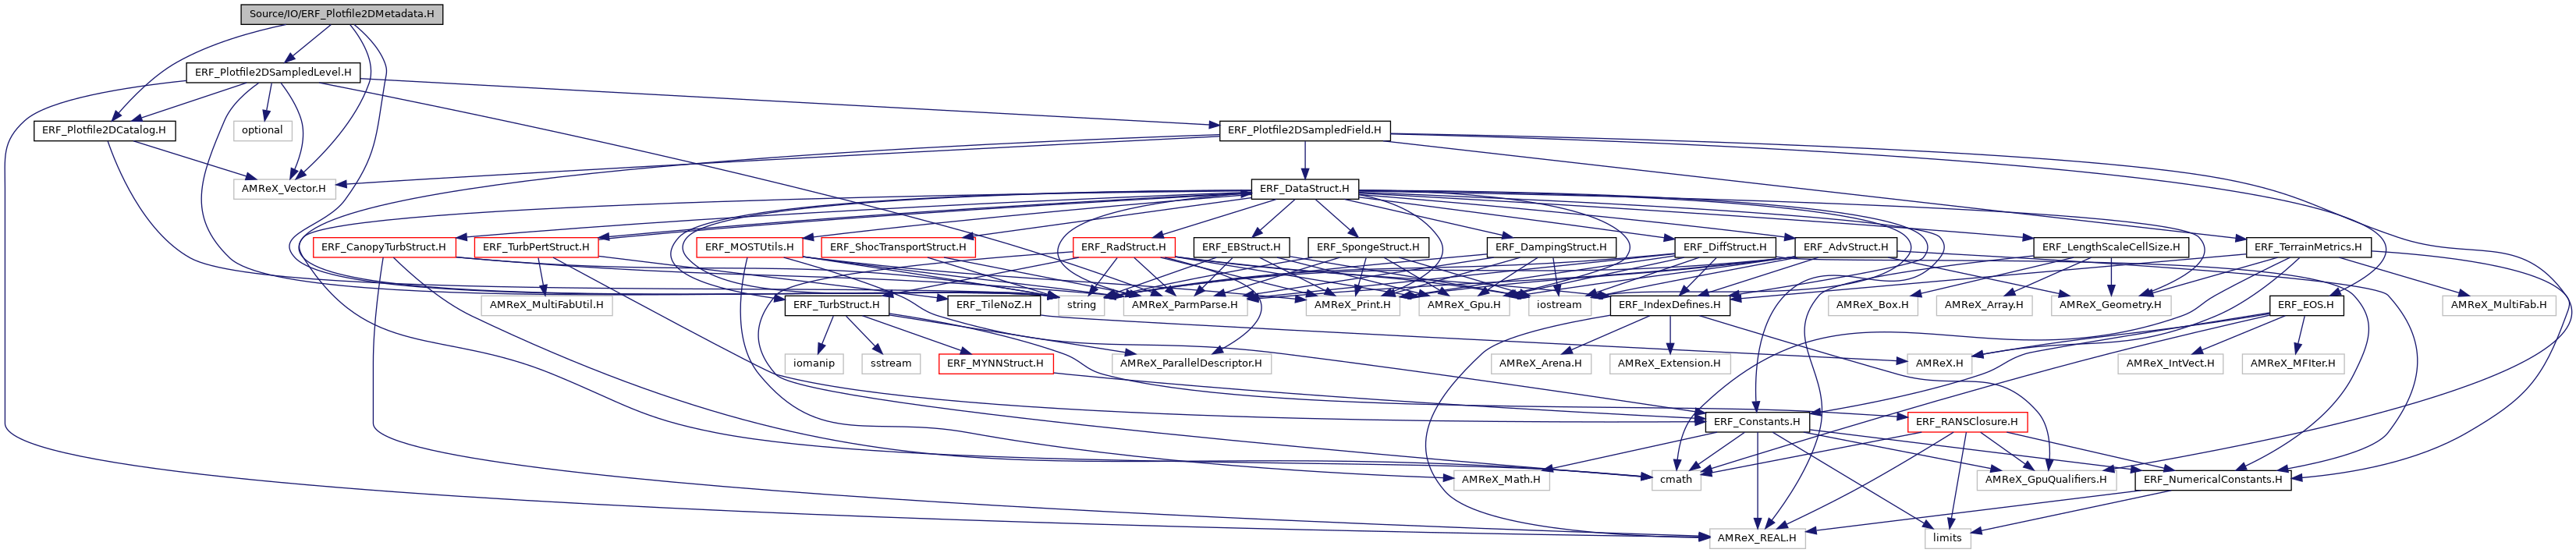 Source/IO/ERF_Plotfile2DMetadata.H
ERF_Plotfile2DSampledLevel.H
ERF_Plotfile2DCatalog.H
optional
ERF_Plotfile2DSampledField.H
AMReX_Vector.H
ERF_DataStruct.H
ERF_CanopyTurbStruct.H
ERF_TurbPertStruct.H
ERF_MOSTUtils.H
ERF_ShocTransportStruct.H
ERF_RadStruct.H
ERF_EBStruct.H
ERF_SpongeStruct.H
ERF_DampingStruct.H
ERF_DiffStruct.H
ERF_AdvStruct.H
ERF_LengthScaleCellSize.H
ERF_TerrainMetrics.H
AMReX_MultiFabUtil.H
ERF_TurbStruct.H
ERF_TileNoZ.H
string
AMReX_ParmParse.H
AMReX_Print.H
AMReX_Gpu.H
iostream
ERF_IndexDefines.H
AMReX_Box.H
AMReX_Array.H
AMReX_Geometry.H
ERF_EOS.H
AMReX_MultiFab.H
iomanip
sstream
ERF_MYNNStruct.H
AMReX_ParallelDescriptor.H
AMReX_Arena.H
AMReX_Extension.H
AMReX.H
AMReX_IntVect.H
AMReX_MFIter.H
ERF_Constants.H
ERF_RANSClosure.H
AMReX_Math.H
cmath
AMReX_GpuQualifiers.H
ERF_NumericalConstants.H
AMReX_REAL.H
limits